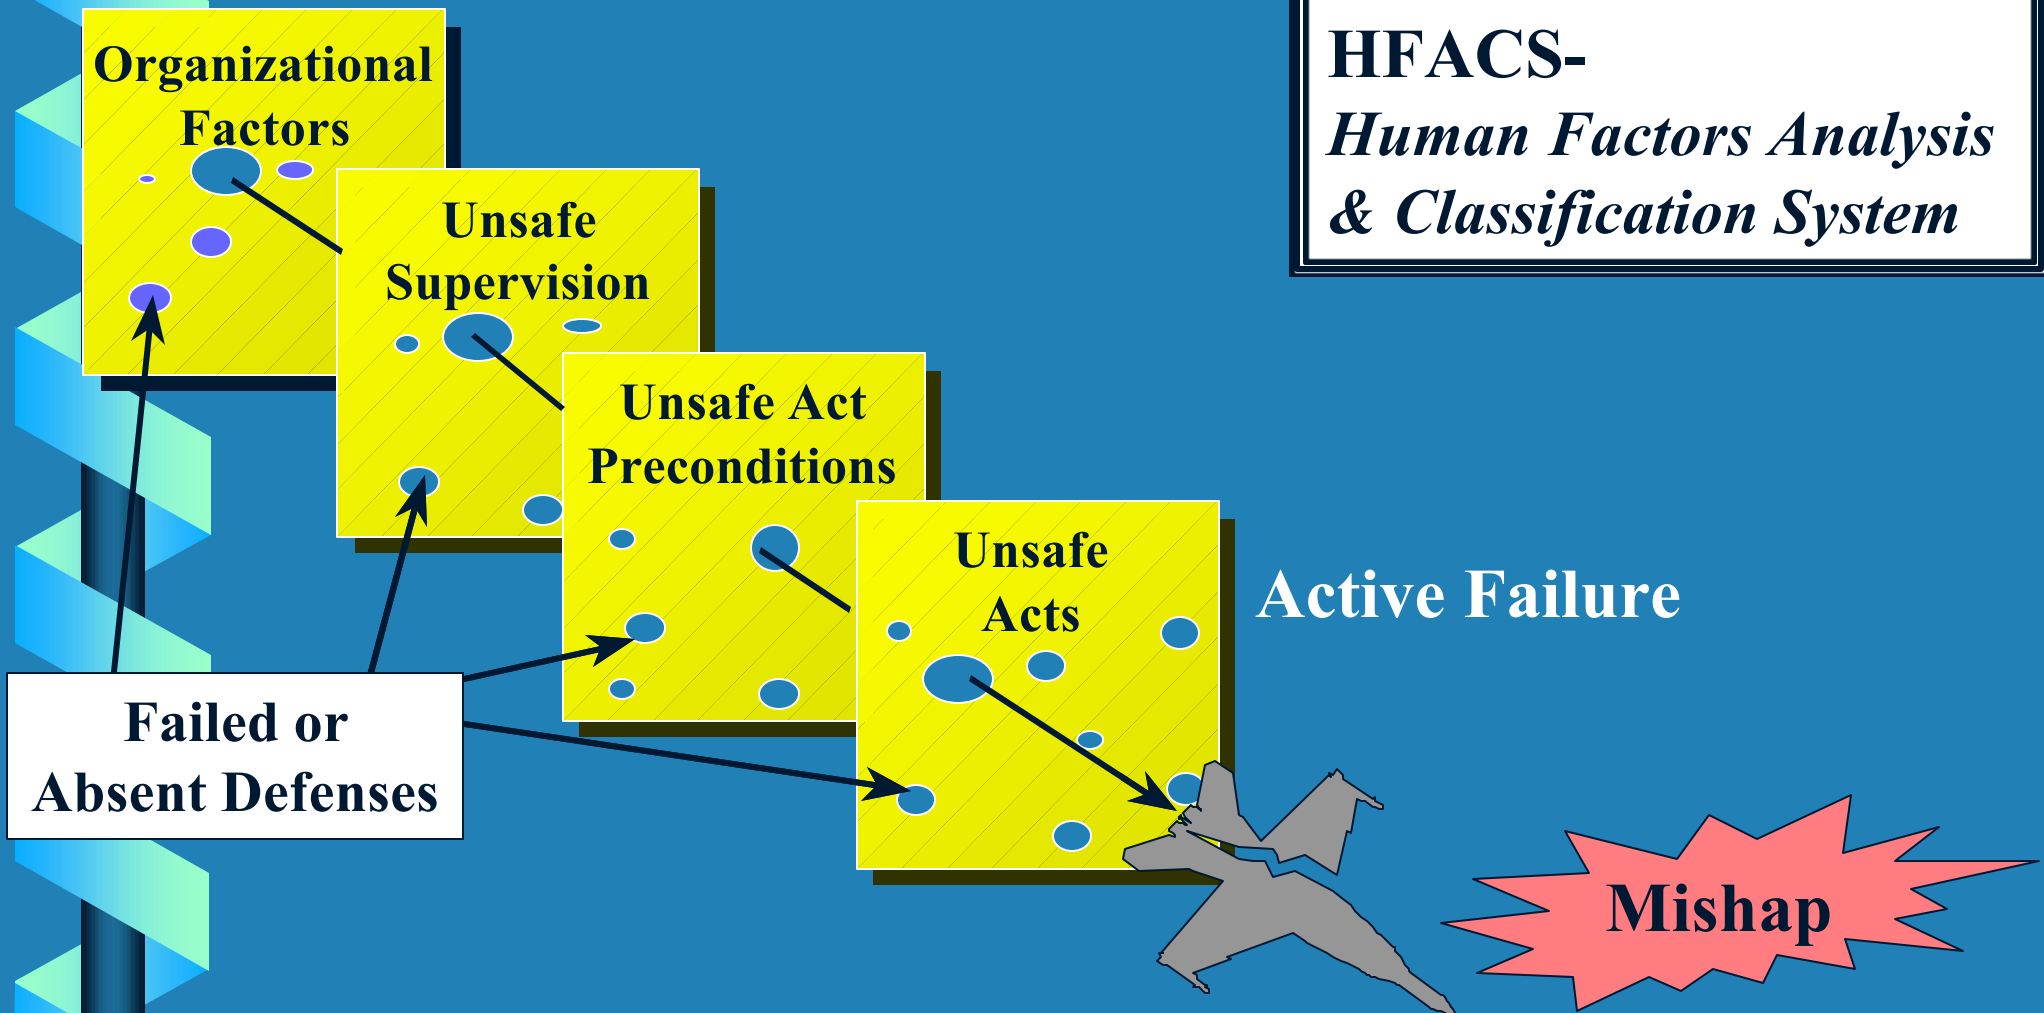 HFACS-
Human Factors Analysis
& Classification System
Organizational
Factors
Unsafe
Supervision
Unsafe Act
Preconditions
Unsafe
Acts
Active Failure
Failed or
Absent Defenses
Mishap